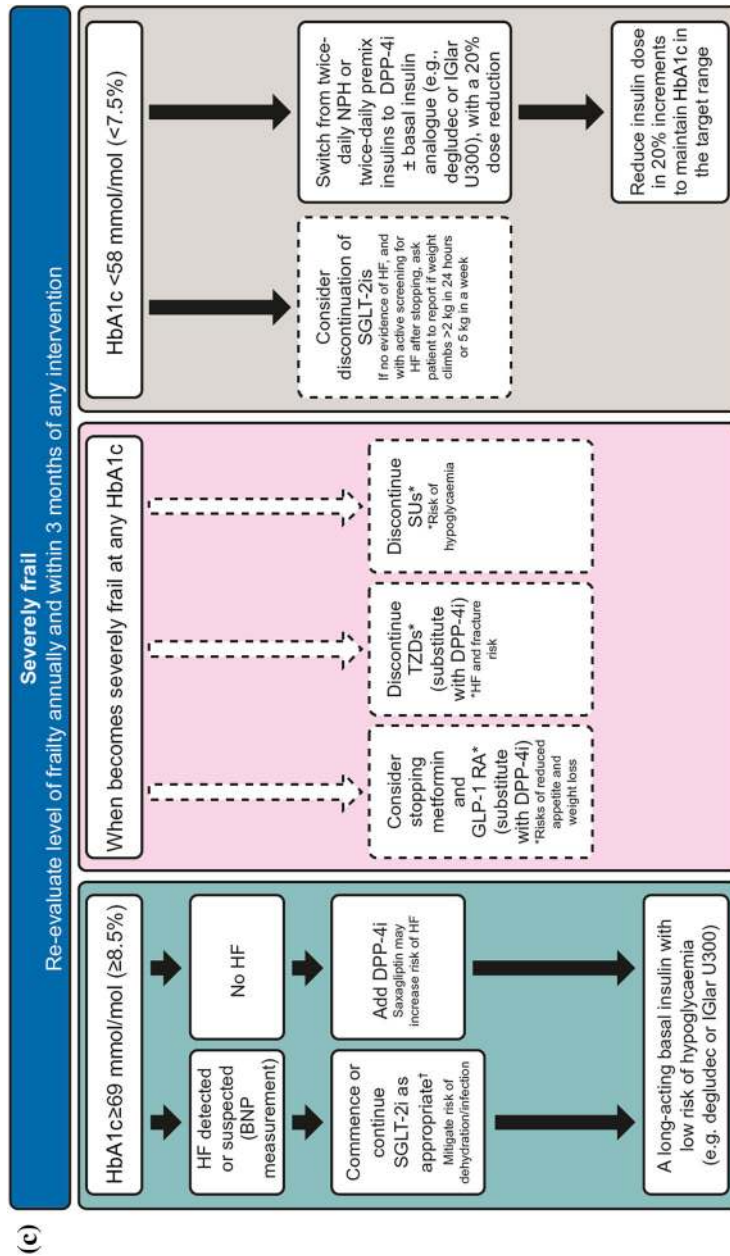 (c)
Severely frail
Re-evaluate level of frailty annually and within 3 months of any intervention
HbA1c≥69 mmol/mol (≥8.5%)
HF detected
or suspected
(BNP
measurement)
No HF
Commence or
continue
SGLT-2i as
appropriate†
Mitigate risk of
dehydration/infection
Add DPP-4i
Saxagliptin may
increase risk of HF
A long-acting basal insulin with
low risk of hypoglycaemia
(e.g. degludec or IGlar U300)
When becomes severely frail at any HbA1c
Consider
stopping
metformin
and
GLP-1 RA*
(substitute
with DPP-4i)
*Risks of reduced
appetite and
weight loss
Discontinue
TZDs*
(substitute
with DPP-4i)
*HF and fracture
risk
Discontinue
SUs*
*Risk of
hypoglycaemia
HbA1c <58 mmol/mol (<7.5%)
Consider
discontinuation of
SGLT-2is
If no evidence of HF, and
with active screening for
HF after stopping, ask
patient to report if weight
climbs >2 kg in 24 hours
or 5 kg in a week
Switch from twice-
daily NPH or
twice-daily premix
insulins to DPP-4i
± basal insulin
analogue (e.g.,
degludec or IGlar
U300), with a 20%
dose reduction
Reduce insulin dose
in 20% increments
to maintain HbA1c in
the target range